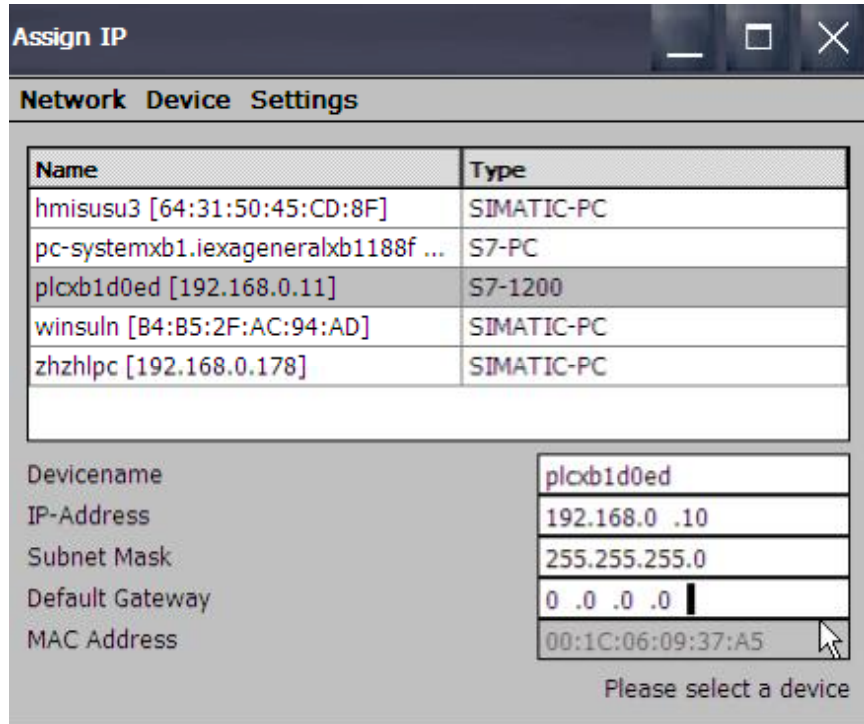 Assign IP
Network Device Settings
Name Type
hmisusu3 [64:31:50:45:CD:8F] SIMATIC-PC
pc-systemxb1.iexageneralxb1188f ... S7-PC
plcxb1d0ed [192.168.0.11] S7-1200
winsuln [B4:B5:2F:AC:94:AD] SIMATIC-PC
zhzhlpc [192.168.0.178] SIMATIC-PC
Devicename plcxb1d0ed
IP-Address 192.168.0 .10
Subnet Mask 255.255.255.0
Default Gateway 0 .0 .0 .0
MAC Address 00:1C:06:09:37:A5
Please select a device